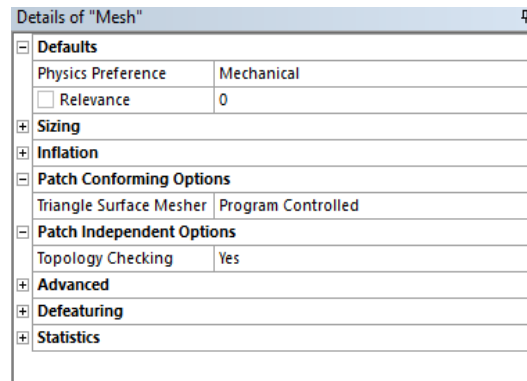 Details of "Mesh"
Defaults
Physics Preference Mechanical
Relevance 0
Sizing
Inflation
Patch Conforming Options
Triangle Surface Mesher Program Controlled
Patch Independent Options
Topology Checking Yes
Advanced
Defeaturing
Statistics